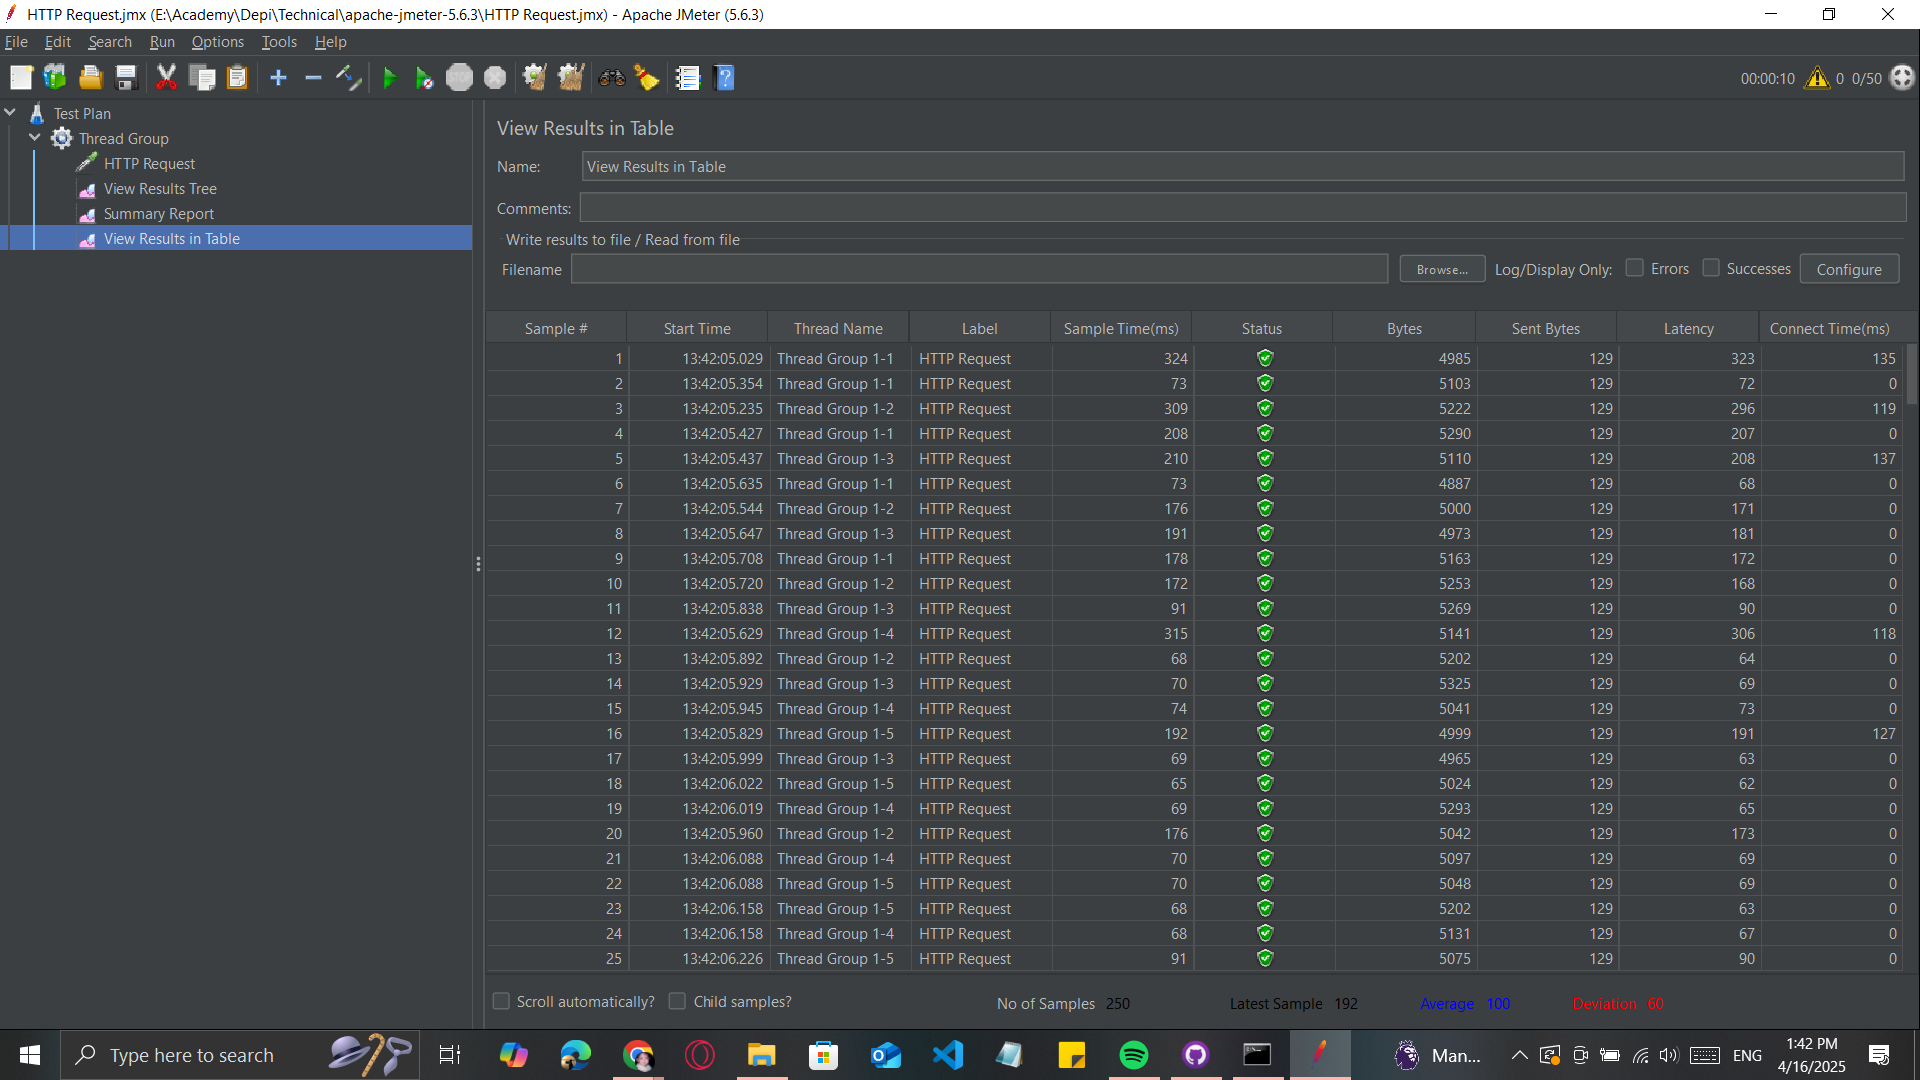 HTTP Request.jmx (E:\Academy\Depi\Technical\apache-jmeter-5.6.3\HTTP Request.jmx) - Apache JMeter (5.6.3)
File Edit Search Run Options Tools Help
STOP 00:00:10 0 0/50
Test Plan
Thread Group
HTTP Request
View Results Tree
Summary Report
View Results in Table
View Results in Table
Name: View Results in Table
Comments:
Write results to file / Read from file
Filename Browse... Log/Display Only: Errors Successes Configure
Sample # Start Time Thread Name Label Sample Time(ms) Status Bytes Sent Bytes Latency Connect Time(ms)
1 13:42:05.029 Thread Group 1-1 HTTP Request 324 4985 129 323 135
2 13:42:05.354 Thread Group 1-1 HTTP Request 73 5103 129 72 0
3 13:42:05.235 Thread Group 1-2 HTTP Request 309 5222 129 296 119
4 13:42:05.427 Thread Group 1-1 HTTP Request 208 5290 129 207 0
5 13:42:05.437 Thread Group 1-3 HTTP Request 210 5110 129 208 137
6 13:42:05.635 Thread Group 1-1 HTTP Request 73 4887 129 68 0
7 13:42:05.544 Thread Group 1-2 HTTP Request 176 5000 129 171 0
8 13:42:05.647 Thread Group 1-3 HTTP Request 191 4973 129 181 0
9 13:42:05.708 Thread Group 1-1 HTTP Request 178 5163 129 172 0
10 13:42:05.720 Thread Group 1-2 HTTP Request 172 5253 129 168 0
11 13:42:05.838 Thread Group 1-3 HTTP Request 91 5269 129 90 0
12 13:42:05.629 Thread Group 1-4 HTTP Request 315 5141 129 306 118
13 13:42:05.892 Thread Group 1-2 HTTP Request 68 5202 129 64 0
14 13:42:05.929 Thread Group 1-3 HTTP Request 70 5325 129 69 0
15 13:42:05.945 Thread Group 1-4 HTTP Request 74 5041 129 73 0
16 13:42:05.829 Thread Group 1-5 HTTP Request 192 4999 129 191 127
17 13:42:05.999 Thread Group 1-3 HTTP Request 69 4965 129 63 0
18 13:42:06.022 Thread Group 1-5 HTTP Request 65 5024 129 62 0
19 13:42:06.019 Thread Group 1-4 HTTP Request 69 5293 129 65 0
20 13:42:05.960 Thread Group 1-2 HTTP Request 176 5042 129 173 0
21 13:42:06.088 Thread Group 1-4 HTTP Request 70 5097 129 69 0
22 13:42:06.088 Thread Group 1-5 HTTP Request 70 5048 129 69 0
23 13:42:06.158 Thread Group 1-5 HTTP Request 68 5202 129 63 0
24 13:42:06.158 Thread Group 1-4 HTTP Request 68 5131 129 67 0
25 13:42:06.226 Thread Group 1-5 HTTP Request 91 5075 129 90 0
Scroll automatically? Child samples? No of Samples 250 Latest Sample 192 Average 100 Deviation 60
Type here to search Man... ENG 1:42 PM
4/16/2025